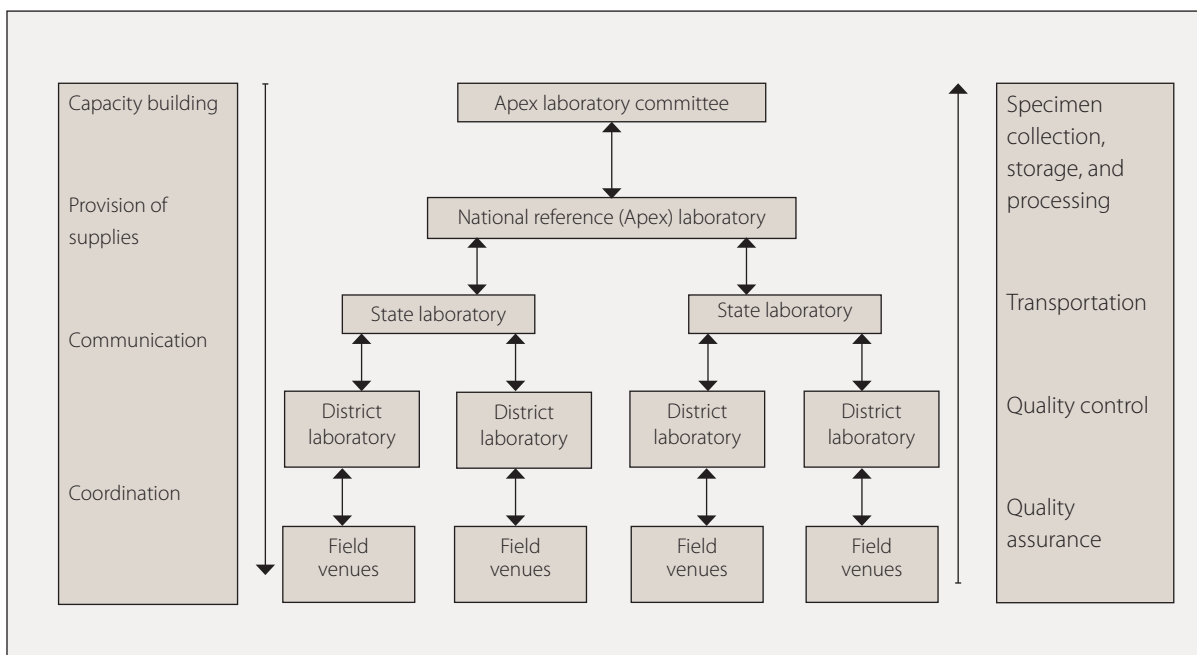 Capacity building
Provision of
supplies
Communication
Coordination
Apex laboratory committee
National reference (Apex) laboratory
State laboratory
State laboratory
District
laboratory
District
laboratory
District
laboratory
District
laboratory
Field
venues
Field
venues
Field
venues
Field
venues
Specimen
collection,
storage, and
processing
Transportation
Quality control
Quality
assurance